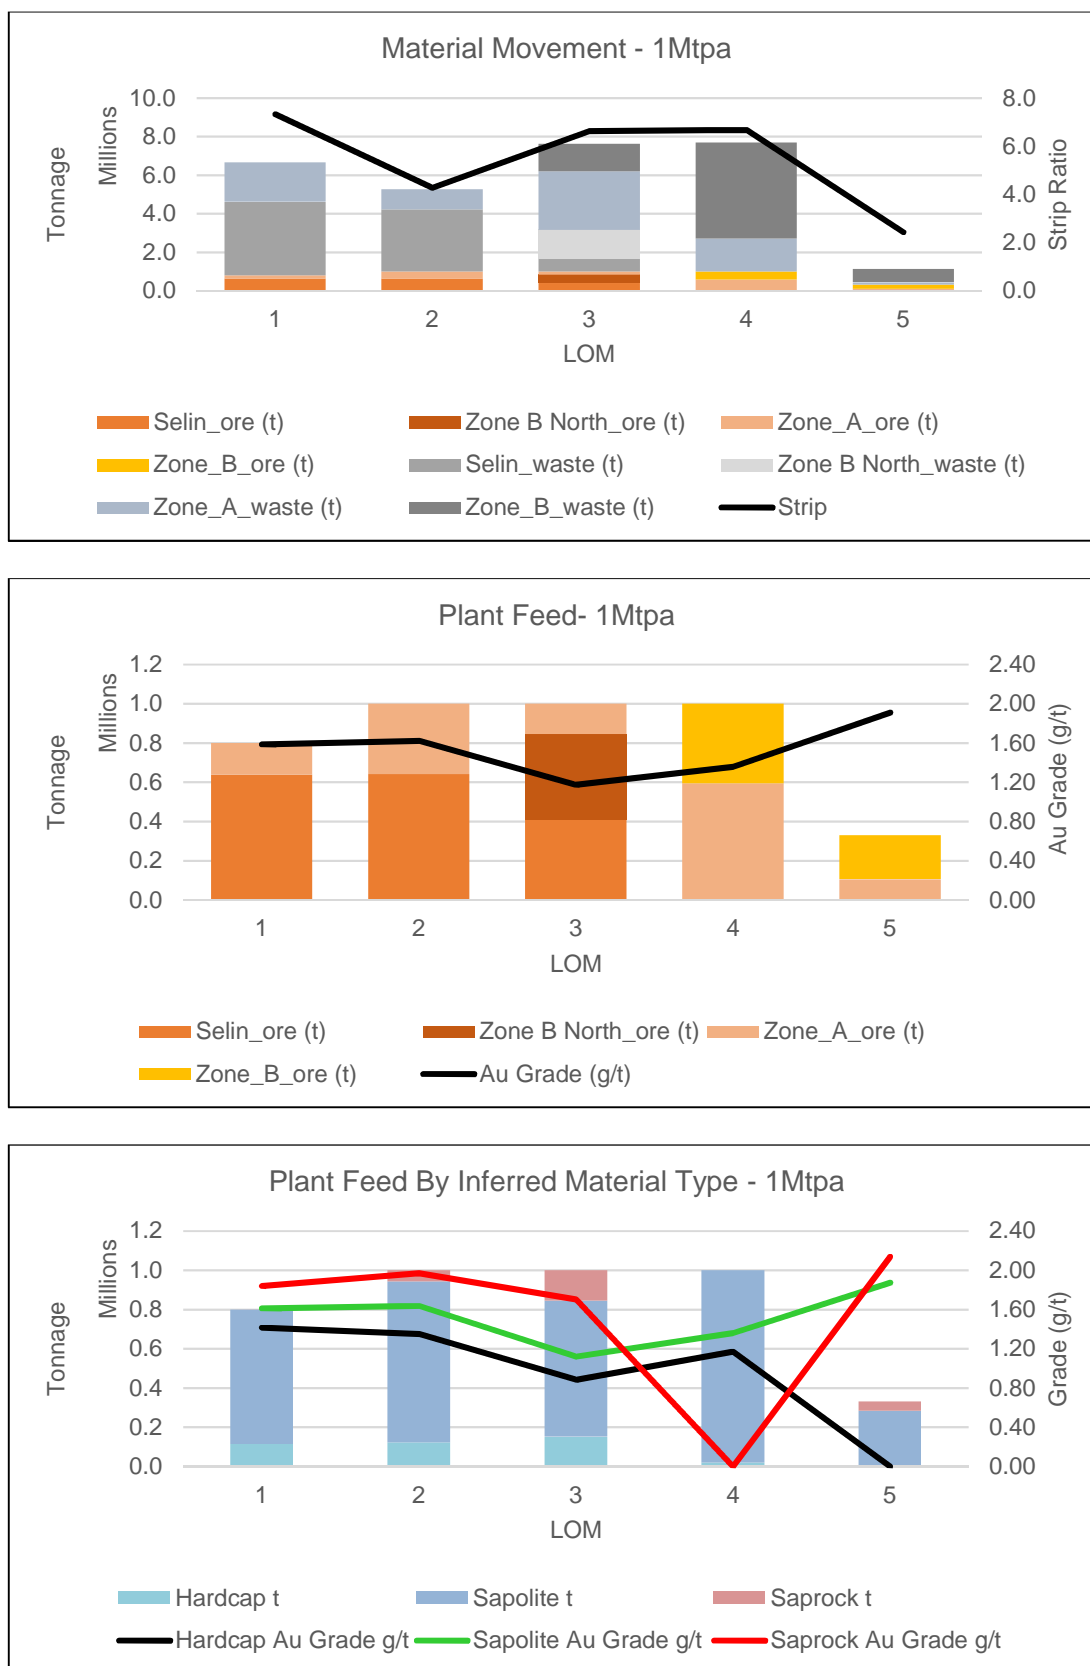 Material Movement - 1Mtpa
Tonnage
Millions
10.0
8.0
6.0
4.0
2.0
0.0
8.0
6.0
4.0
2.0
0.0
Strip Ratio
1 2 3 4 5
LOM
Selin_ore (t) Zone B North_ore (t) Zone_A_ore (t)
Zone_B_ore (t) Selin_waste (t) Zone B North_waste (t)
Zone_A_waste (t) Zone_B_waste (t) Strip
Plant Feed- 1Mtpa
Tonnage
Millions
1.2
1.0
0.8
0.6
0.4
0.2
0.0
2.40
2.00
1.60
1.20
0.80
0.40
0.00
Au Grade (g/t)
1 2 3 4 5
LOM
Selin_ore (t) Zone B North_ore (t) Zone_A_ore (t)
Zone_B_ore (t) Au Grade (g/t)
Plant Feed By Inferred Material Type - 1Mtpa
Tonnage
Millions
1.2
1.0
0.8
0.6
0.4
0.2
0.0
2.40
2.00
1.60
1.20
0.80
0.40
0.00
Grade (g/t)
1 2 3 4 5
LOM
Hardcap t Sapolite t Saprock t
Hardcap Au Grade g/t Sapolite Au Grade g/t Saprock Au Grade g/t